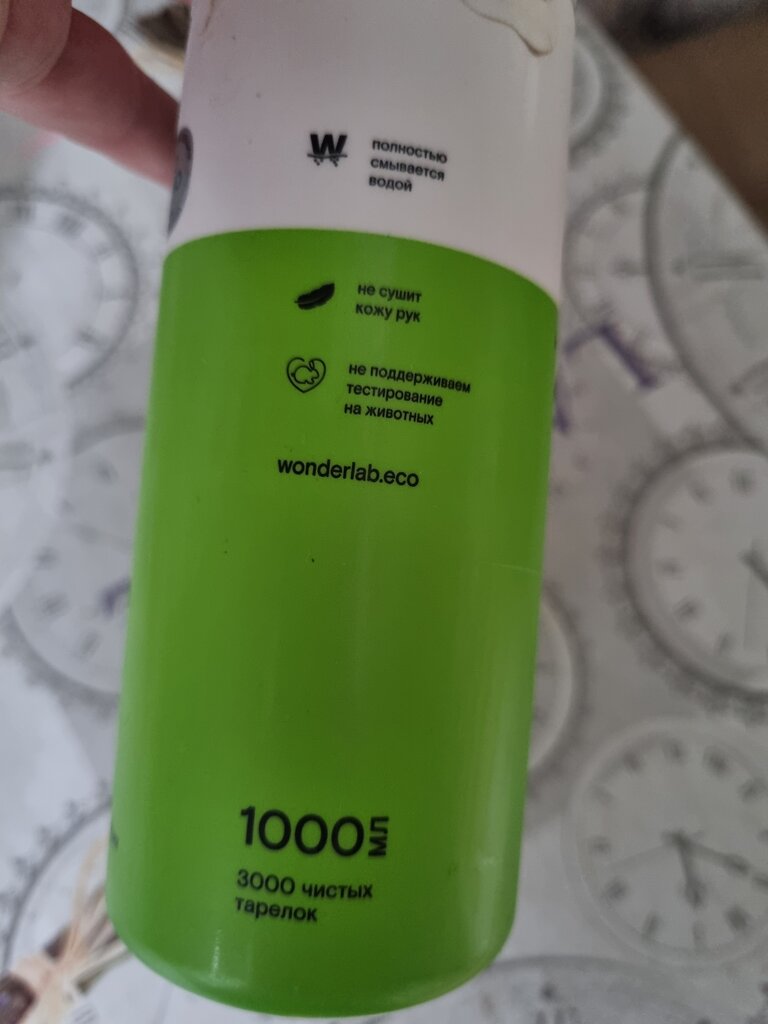 W
полностью
смывается
водой
не сушит
кожу рук
не поддерживаем
тестирование
на животных
wonderlab.eco
1000 мл
3000 чистых
тарелок